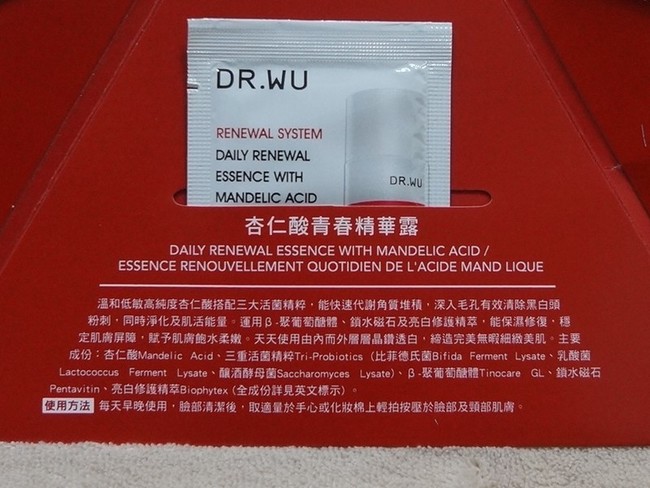 DR.WU
RENEWAL SYSTEM
DAILY RENEWAL
ESSENCE WITH
MANDELIC ACID
DR.WU
杏仁酸青春精華露
DAILY RENEWAL ESSENCE WITH MANDELIC ACID /
ESSENCE RENOUVELLEMENT QUOTIDIEN DE L'ACIDE MAND LIQUE
溫和低敏高純度杏仁酸搭配三大活菌精粹，能快速代謝角質堆積，深入毛孔有效清除黑白頭
粉刺，同時淨化及肌活能量。運用β-聚葡萄醣體、鎖水磁石及亮白修護精萃，能保濕修復，穩
定肌膚屏障，賦予肌膚飽水柔嫩。天天使用由內而外層層晶鑽透白，締造完美無暇細緻美肌。主要
成份：杏仁酸Mandelic Acid、三重活菌精粹Tri-Probiotics（比菲德氏菌Bifida Ferment Lysate、乳酸菌
Lactococcus Ferment Lysate、釀酒酵母菌Saccharomyces Lysate）、β-聚葡萄醣體Tinocare GL、鎖水磁石
Pentavitin、亮白修護精萃Biophytex (全成份詳見英文標示）。
使用方法 每天早晚使用，臉部清潔後，取適量於手心或化妝棉上輕拍按壓於臉部及頸部肌膚。